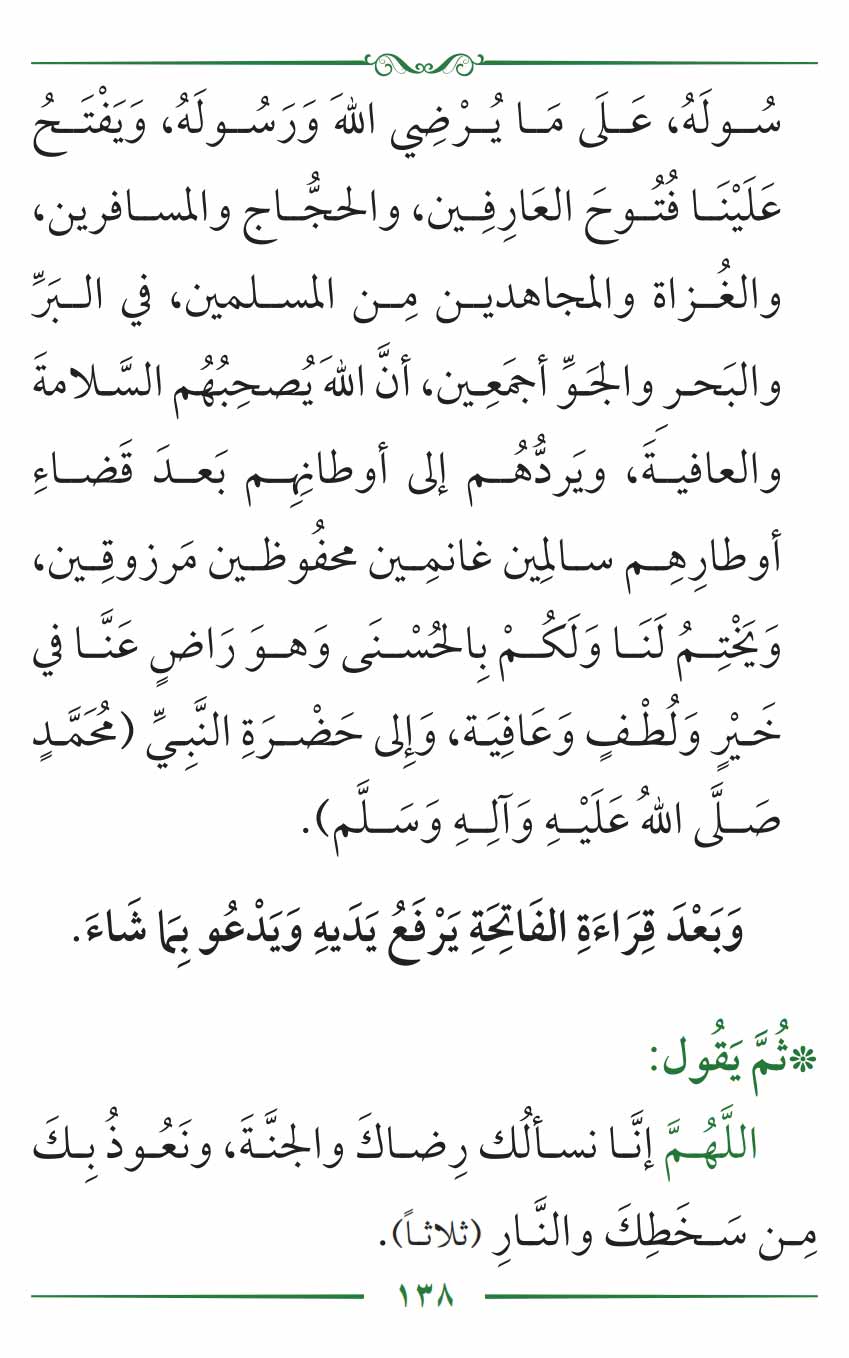 سُولَهُ، عَلَى مَا يُرْضِي اللهَ وَرَسُولَهُ، وَيَفْتَحُ
عَلَيْنَا فُتُوحَ العَارِفِين، والحجُّاج والمسافرين،
والغُزاة والمجاهدين مِن المسلمين، في البَرِّ
والبَحرِ والجَوِّ أجمَعِين، أنَّ اللهَ يُصحِبُهُم السَّلامةَ
والعافيةَ، ويَردُّهُم إلى أوطانِهِم بَعدَ قَضاءِ
أوطارِهِم سالِمِين غانمِين محفُوظين مَرزوقِين،
وَيَخْتِمُ لَنَا وَلَكُمْ بِالحُسْنَى وَهوَ رَاضٍ عَنَّا في
خَيْرٍ وَلُطْفٍ وَعَافِيَة، وَإِلى حَضْرَةِ النَّبِيِّ (مُحَمَّدٍ
صَلَّى اللهُ عَلَيْهِ وَآلِهِ وَسَلَّم).
وَبَعْدَ قِرَاءَةِ الفَاتِحَةِ يَرْفَعُ يَدَيهِ وَيَدْعُو بِمَا شَاءَ.
❊ثُمَّ يَقُول:
اللَّهُمَّ إنَّا نسألُك رِضاكَ والجنَّةَ، ونَعُوذُ بِكَ
مِن سَخَطِكَ والنَّارِ (ثلاثاً).
١٣٨